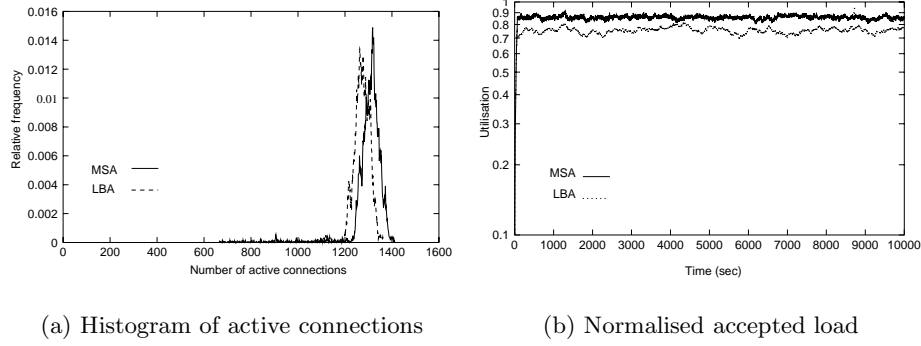 0.016
0.014
0.012
0.01
0.008
0.006
0.004
0.002
0
Relative frequency
MSA
LBA
0 200 400 600 800 1000 1200 1400 1600
Number of active connections
(a) Histogram of active connections
1
0.9
0.8
0.7
0.6
0.5
0.4
0.3
0.2
0.1
Utilisation
MSA
LBA
0 1000 2000 3000 4000 5000 6000 7000 8000 9000 10000
Time (sec)
(b) Normalised accepted load